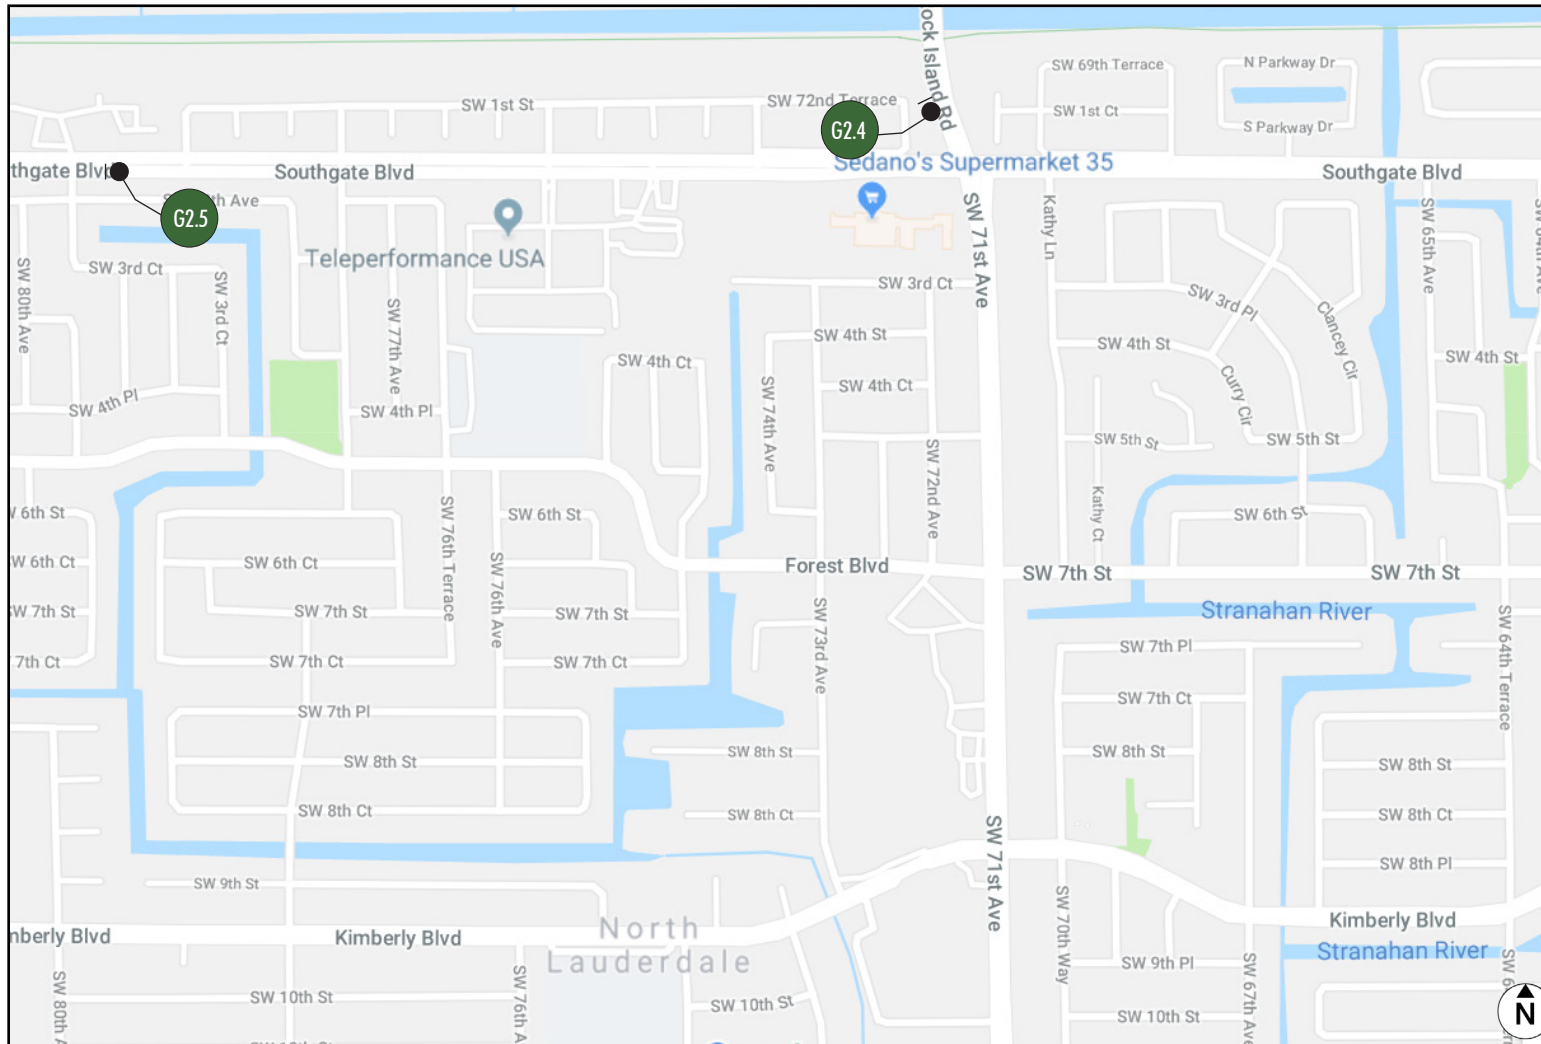 ock Island Rd
SW 69th Terrace
N Parkway Dr
SW 1st St
SW 72nd Terrace
SW 1st Ct
S Parkway Dr
G2.4
Sedano's Supermarket 35
thgate Blvd
Southgate Blvd
Southgate Blvd
th Ave
G2.5
SW 71st Ave
Kathy Ln
SW 65th Ave
Teleperformance USA
SW 3rd Ct
SW 3rd Ct
SW 3rd Ct
SW 80th Ave
SW 77th Ave
SW 3rd Pl
Clancey Cir
SW 4th St
SW 4th St
SW 4th St
SW 4th Ct
SW 4th Ct
SW 74th Ave
Curry Cir
SW 4th Pl
SW 4th Pl
SW 5th St
SW 5th St
SW 72nd Ave
Kathy Ct
W 6th St
SW 76th Terrace
SW 6th St
SW 6th St
W 6th Ct
SW 6th Ct
SW 76th Ave
Forest Blvd
SW 7th St
SW 7th St
SW 7th St
SW 7th St
SW 7th St
SW 73rd Ave
Stranahan River
SW 64th Terrace
7th Ct
SW 7th Ct
SW 7th Ct
SW 7th Pl
SW 7th Ct
SW 7th Pl
SW 8th St
SW 8th St
SW 8th St
SW 8th St
SW 8th Ct
SW 8th Ct
SW 8th Ct
SW 8th Pl
SW 71st Ave
SW 9th St
SW 70th Way
North
Lauderdale
nberly Blvd
Kimberly Blvd
Kimberly Blvd
Stranahan River
SW 9th Pl
SW 67th Ave
SW 80th A
SW 10th St
SW 76th A
SW 10th St
SW 10th St
N